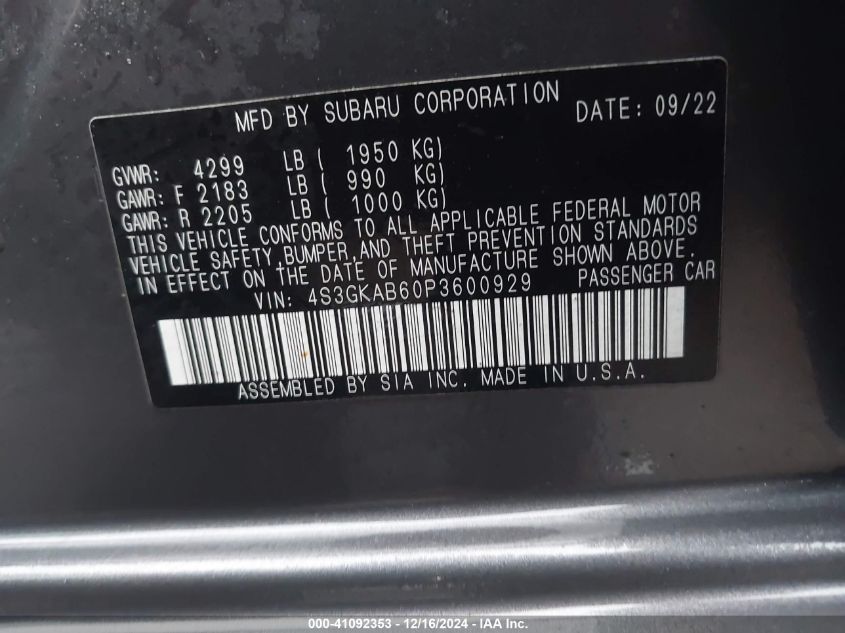 MFD BY SUBARU CORPORATION DATE: 09/22
GVWR: 4299 LB ( 1950 KG)
GAWR: F 2183 LB ( 990 KG)
GAWR: R 2205 LB ( 1000 KG)
THIS VEHICLE CONFORMS TO ALL APPLICABLE FEDERAL MOTOR
VEHICLE SAFETY,BUMPER,AND THEFT PREVENTION STANDARDS
IN EFFECT ON THE DATE OF MANUFACTURE SHOWN ABOVE.
VIN: 4S3GKAB60P3600929 PASSENGER CAR
ASSEMBLED BY SIA INC. MADE IN U.S.A.
000-41092353 - 12/16/2024 - IAA Inc.